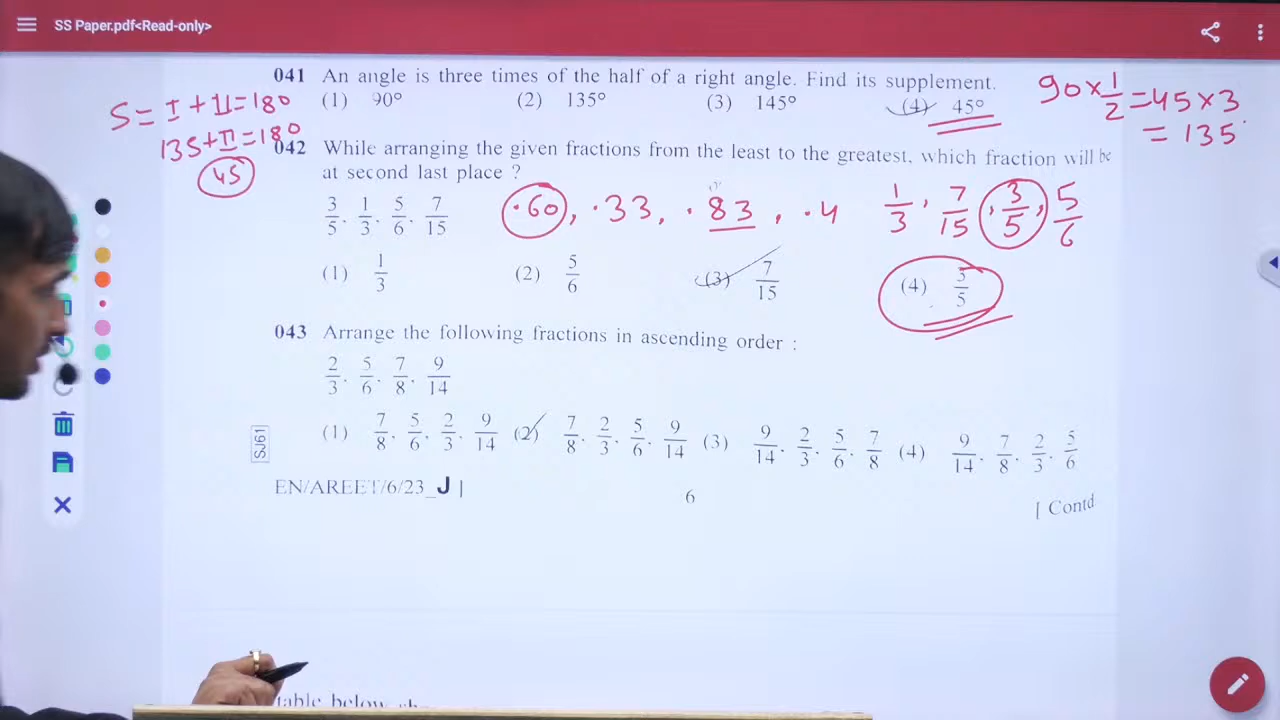 SS Paper.pdf<Read-only>
041 An angle is three times of the half of a right angle. Find its supplement.
(1) 90° (2) 135° (3) 145° (4) 45°
90 × 1/2 = 45 × 3
= 135
S = I + II = 180
135 + II = 180
45
042 While arranging the given fractions from the least to the greatest, which fraction will be
at second last place ?
3/5, 1/3, 5/6, 7/15
.60, .33, .83, .4
1/3, 7/15, 3/5, 5/6
(1) 1/3 (2) 5/6 (3) 7/15 (4) 3/5
043 Arrange the following fractions in ascending order :
2/3, 5/6, 7/8, 9/14
(1) 7/8, 5/6, 2/3, 9/14 (2) 7/8, 2/3, 5/6, 9/14 (3) 9/14, 2/3, 5/6, 7/8 (4) 9/14, 7/8, 2/3, 5/6
SJ61
EN/AREET/6/23_J ]
6
[ Contd
table below